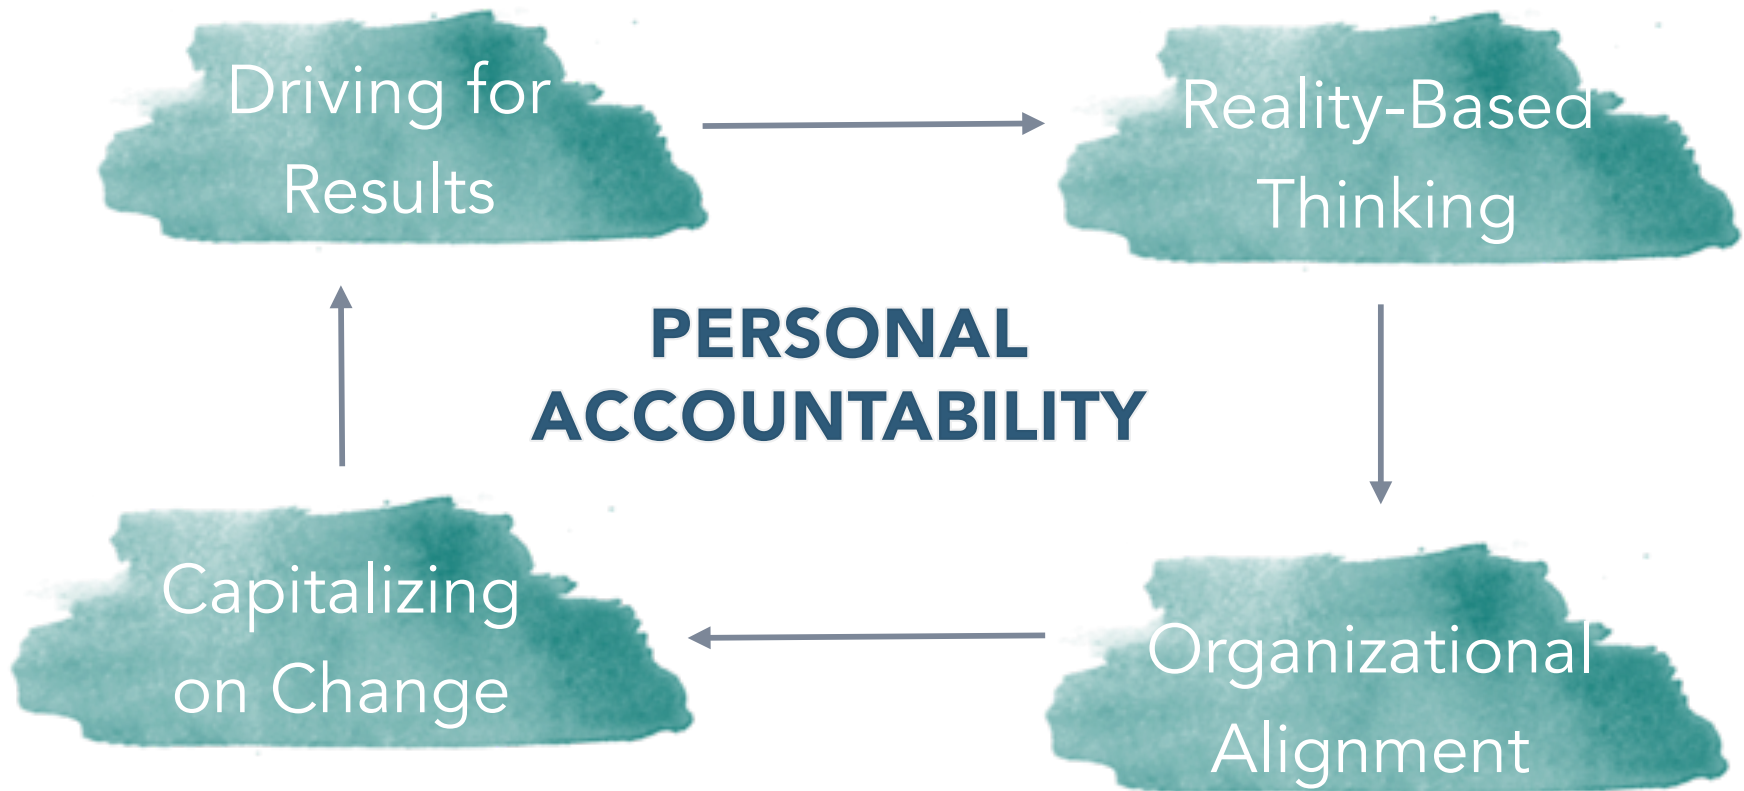 Driving for
Results
Reality-Based
Thinking
PERSONAL
ACCOUNTABILITY
Capitalizing
on Change
Organizational
Alignment